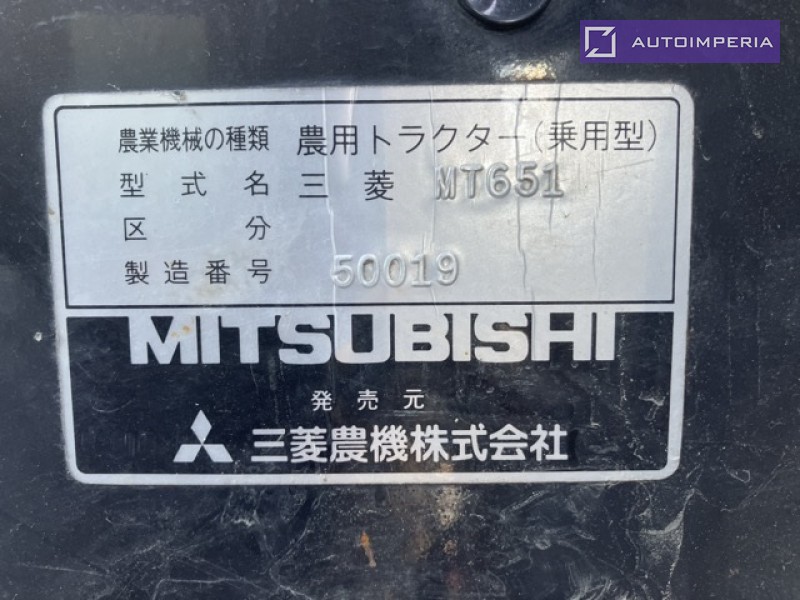 AUTOIMPERIA
農業機械の種類 農用トラクター(乗用型)
型式名 三菱 MT651
区分
製造番号 50019
MITSUBISHI
発売元
三菱農機株式会社